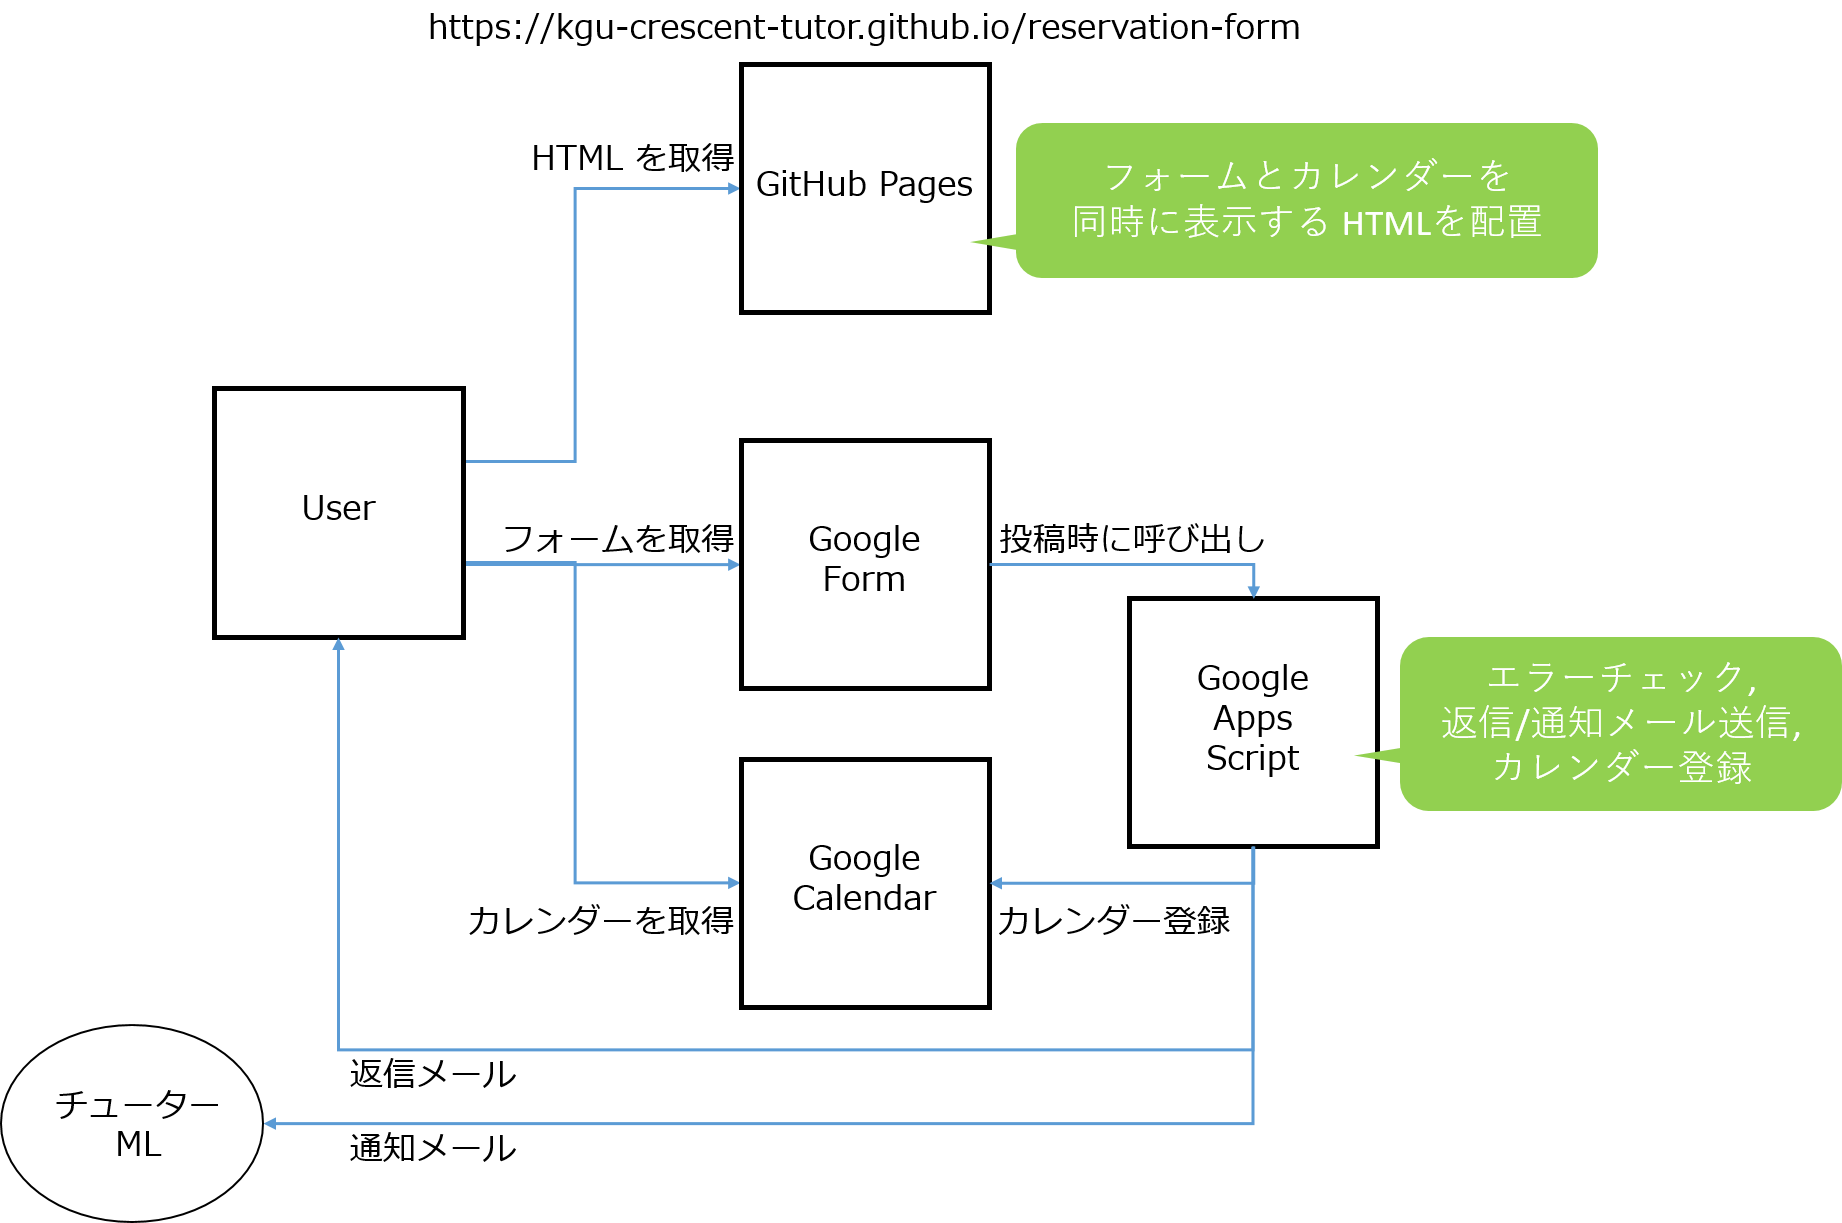 https://kgu-crescent-tutor.github.io/reservation-form
HTML を取得
GitHub Pages
フォームとカレンダーを
同時に表示する HTMLを配置
User
フォームを取得
Google
Form
投稿時に呼び出し
Google
Apps
Script
エラーチェック,
返信/通知メール送信,
カレンダー登録
Google
Calendar
カレンダーを取得
カレンダー登録
返信メール
チューター
ML
通知メール